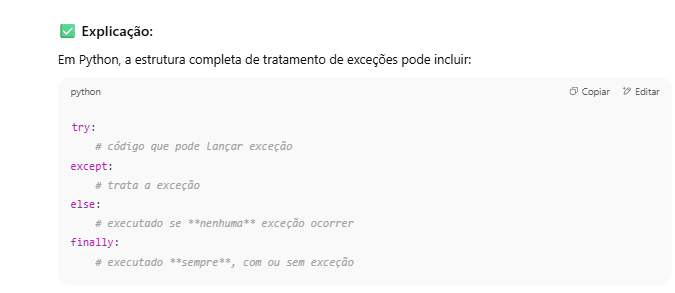 ✅ Explicação:
Em Python, a estrutura completa de tratamento de exceções pode incluir:
python Copiar Editar
try:
    # código que pode lançar exceção
except:
    # trata a exceção
else:
    # executado se **nenhuma** exceção ocorrer
finally:
    # executado **sempre**, com ou sem exceção